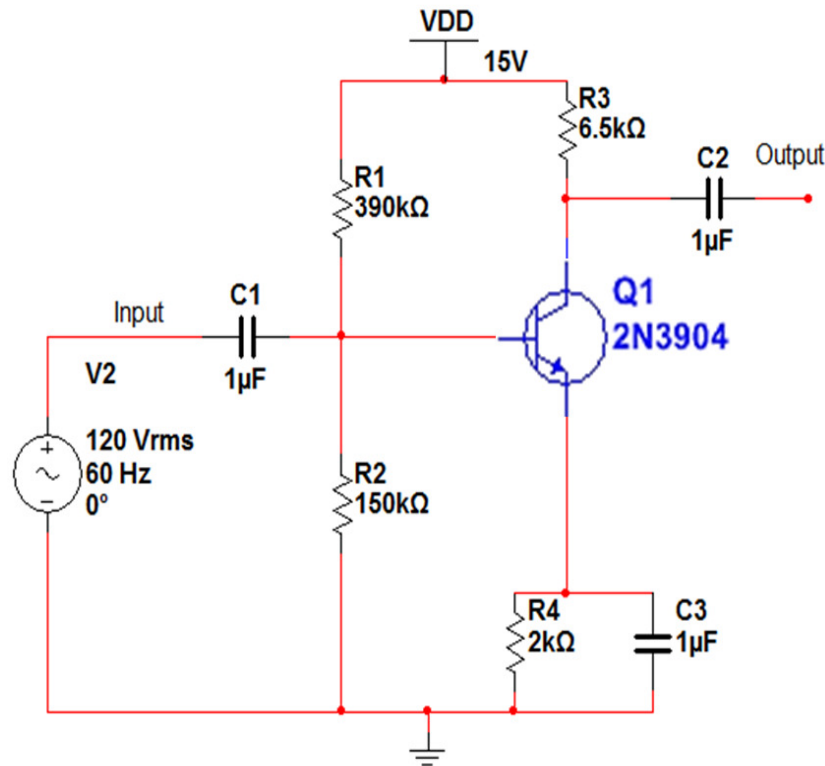 VDD
15V
R3
6.5kΩ
C2
Output
1µF
R1
390kΩ
Q1
2N3904
Input
C1
1µF
V2
120 Vrms
60 Hz
0°
R2
150kΩ
R4
2kΩ
C3
1µF